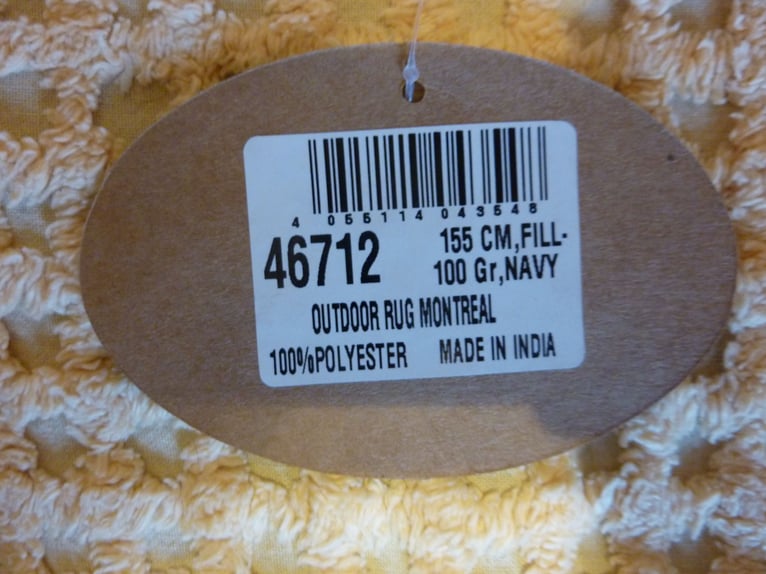 4 055114 043548
46712
155 CM,FILL-
100 Gr,NAVY
OUTDOOR RUG MONTREAL
100%POLYESTER MADE IN INDIA